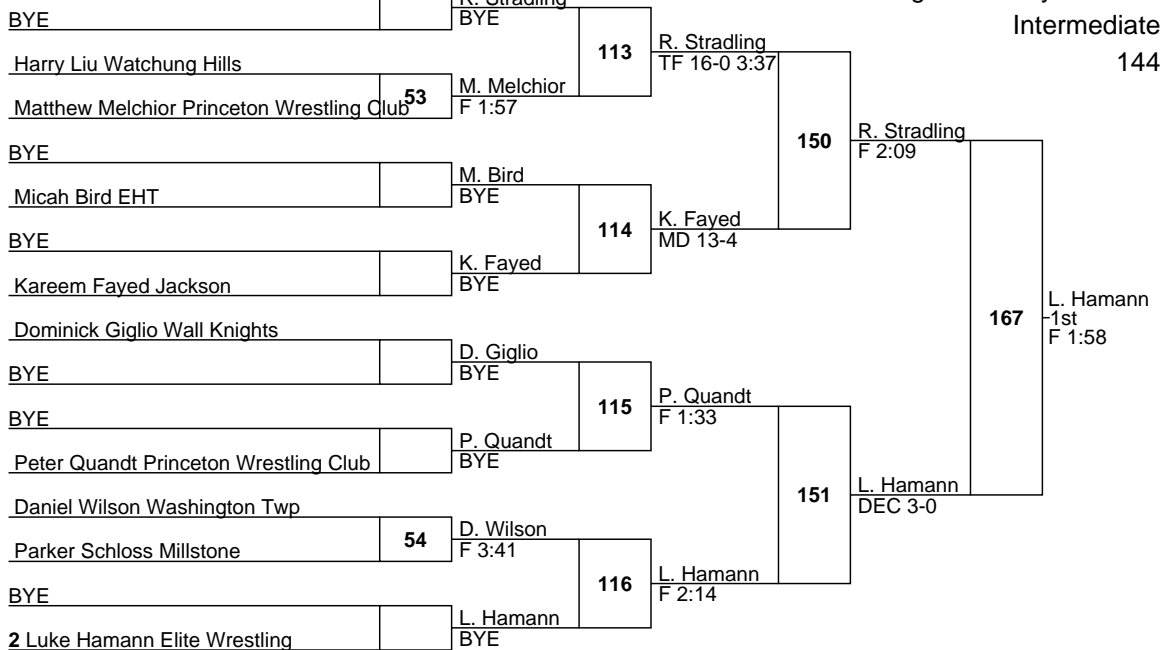 BYE
Harry Liu Watchung Hills
Matthew Melchior Princeton Wrestling Club
BYE
Micah Bird EHT
BYE
Kareem Fayed Jackson
Dominick Giglio Wall Knights
BYE
BYE
Peter Quandt Princeton Wrestling Club
Daniel Wilson Washington Twp
Parker Schloss Millstone
BYE
2 Luke Hamann Elite Wrestling
53
54
R. Stradling
BYE
M. Melchior
F 1:57
M. Bird
BYE
K. Fayed
BYE
D. Giglio
BYE
P. Quandt
BYE
D. Wilson
F 3:41
L. Hamann
BYE
113
114
115
116
R. Stradling
TF 16-0 3:37
K. Fayed
MD 13-4
P. Quandt
F 1:33
L. Hamann
F 2:14
150
151
R. Stradling
F 2:09
L. Hamann
DEC 3-0
167
L. Hamann
1st
F 1:58
Intermediate
144